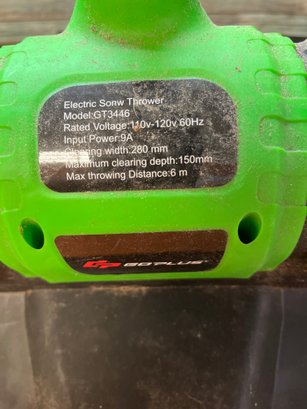 Electric Sonw Thrower
Model:GT3446
Rated Voltage:110v-120v 60Hz
Input Power:9A
Clearing width:280 mm
Maximum clearing depth:150mm
Max throwing Distance:6 m
GOPLUS